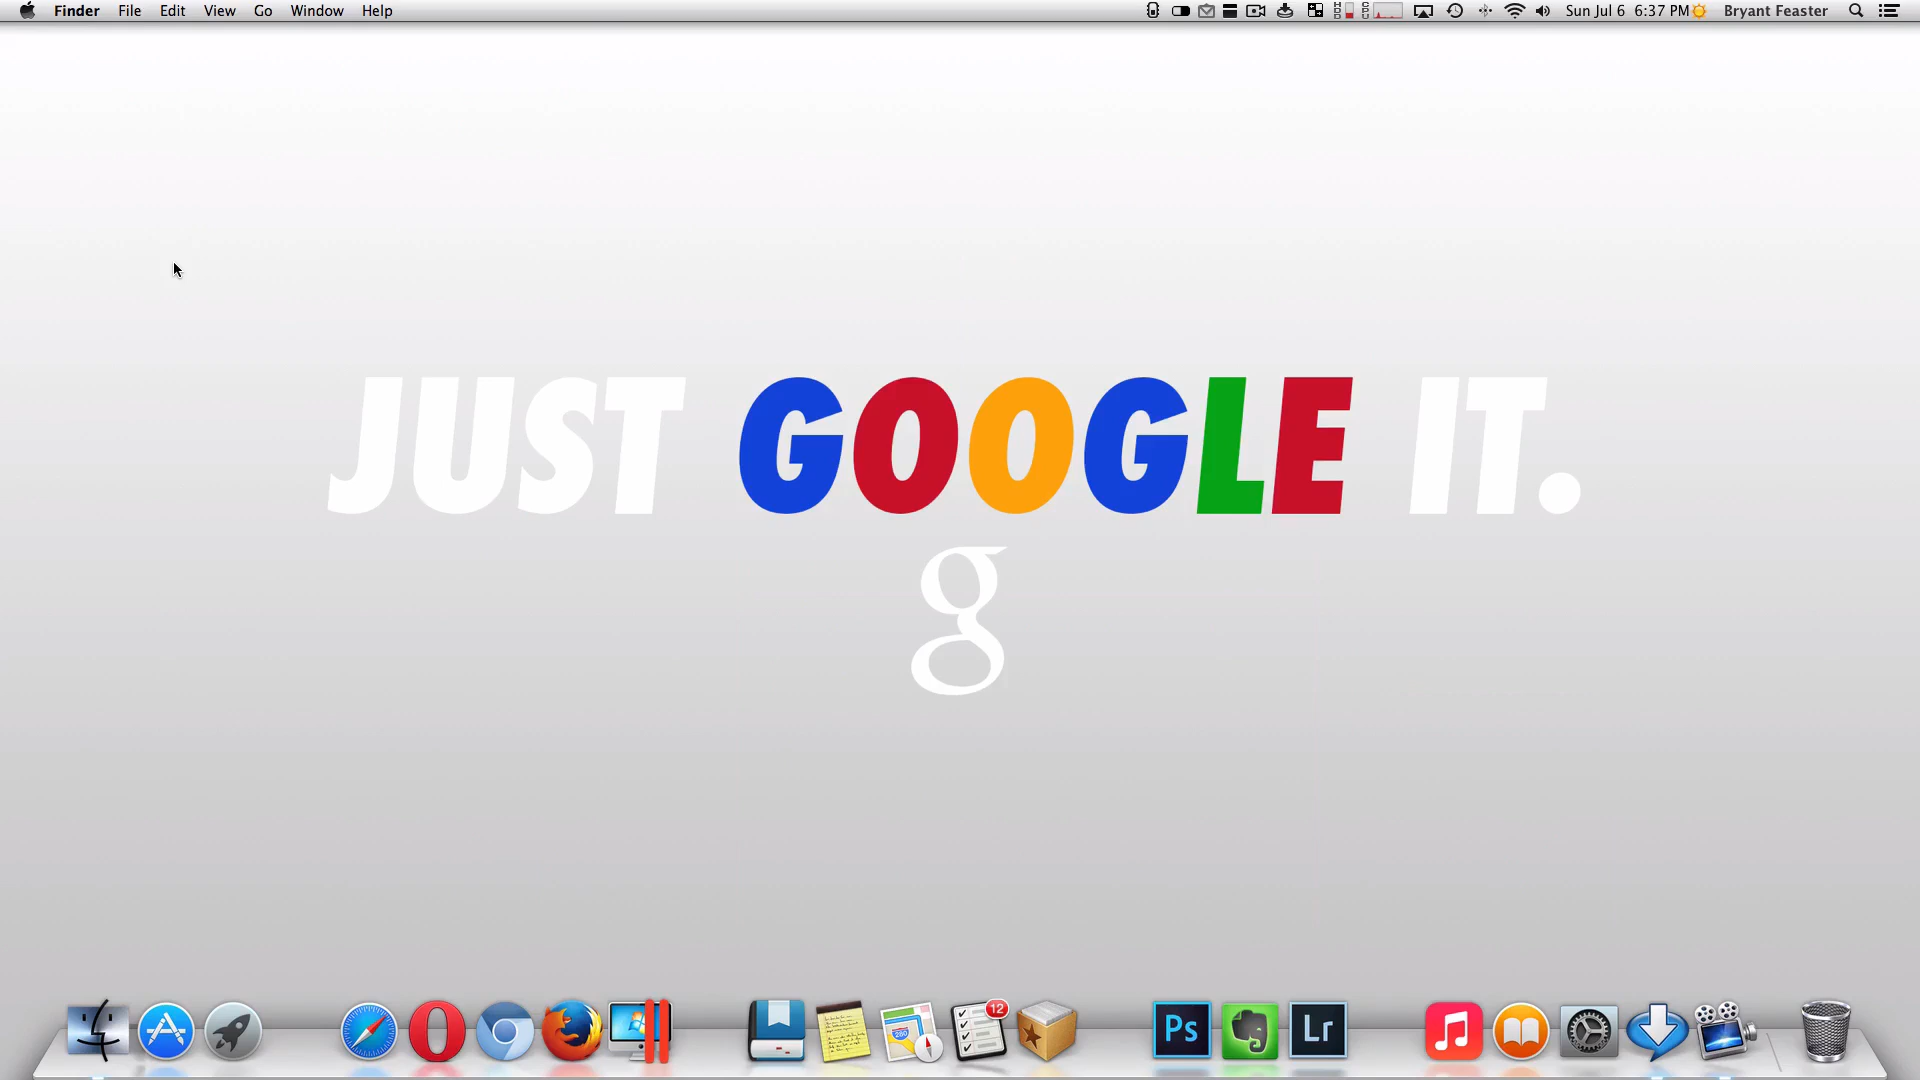 Finder File Edit View Go Window Help Sun Jul 6 6:37 PM Bryant Feaster
JUST GOOGLE IT.
g
12
Ps Lr